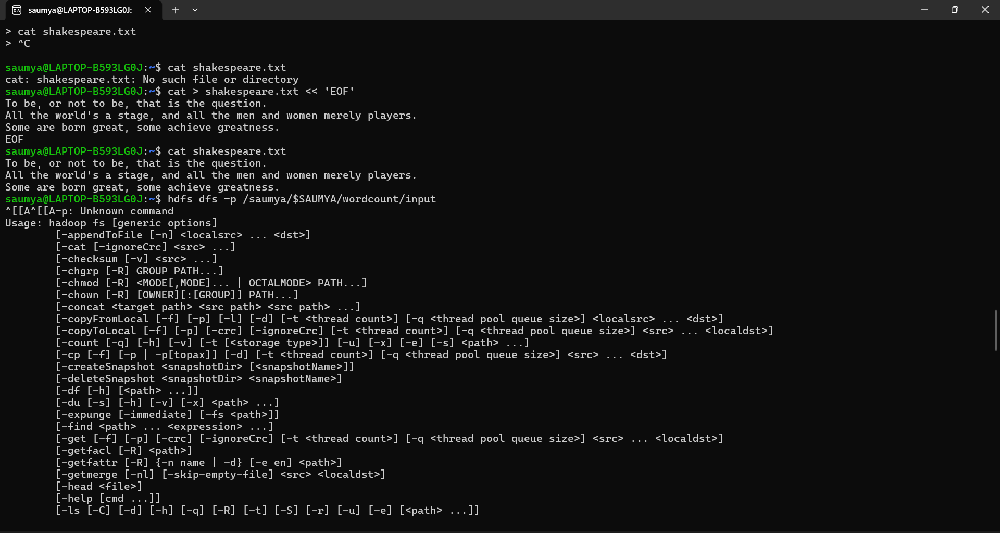 saumya@LAPTOP-B593LG0J: ·
> cat shakespeare.txt
> ^C
saumya@LAPTOP-B593LG0J:~$ cat shakespeare.txt
cat: shakespeare.txt: No such file or directory
saumya@LAPTOP-B593LG0J:~$ cat > shakespeare.txt << 'EOF'
To be, or not to be, that is the question.
All the world's a stage, and all the men and women merely players.
Some are born great, some achieve greatness.
EOF
saumya@LAPTOP-B593LG0J:~$ cat shakespeare.txt
To be, or not to be, that is the question.
All the world's a stage, and all the men and women merely players.
Some are born great, some achieve greatness.
saumya@LAPTOP-B593LG0J:~$ hdfs dfs -p /saumya/$SAUMYA/wordcount/input
^[[A^[[A-p: Unknown command
Usage: hadoop fs [generic options]
[-appendToFile [-n] <localsrc> ... <dst>]
[-cat [-ignoreCrc] <src> ...]
[-checksum [-v] <src> ...]
[-chgrp [-R] GROUP PATH...]
[-chmod [-R] <MODE[,MODE]... | OCTALMODE> PATH...]
[-chown [-R] [OWNER][:[GROUP]] PATH...]
[-concat <target path> <src path> <src path> ...]
[-copyFromLocal [-f] [-p] [-l] [-d] [-t <thread count>] [-q <thread pool queue size>] <localsrc> ... <dst>]
[-copyToLocal [-f] [-p] [-crc] [-ignoreCrc] [-t <thread count>] [-q <thread pool queue size>] <src> ... <localdst>]
[-count [-q] [-h] [-v] [-t [<storage type>]] [-u] [-x] [-e] [-s] <path> ...]
[-cp [-f] [-p | -p[topax]] [-d] [-t <thread count>] [-q <thread pool queue size>] <src> ... <dst>]
[-createSnapshot <snapshotDir> [<snapshotName>]]
[-deleteSnapshot <snapshotDir> <snapshotName>]
[-df [-h] [<path> ...]]
[-du [-s] [-h] [-v] [-x] <path> ...]
[-expunge [-immediate] [-fs <path>]]
[-find <path> ... <expression> ...]
[-get [-f] [-p] [-crc] [-ignoreCrc] [-t <thread count>] [-q <thread pool queue size>] <src> ... <localdst>]
[-getfacl [-R] <path>]
[-getfattr [-R] {-n name | -d} [-e en] <path>]
[-getmerge [-nl] [-skip-empty-file] <src> <localdst>]
[-head <file>]
[-help [cmd ...]]
[-ls [-C] [-d] [-h] [-q] [-R] [-t] [-S] [-r] [-u] [-e] [<path> ...]]